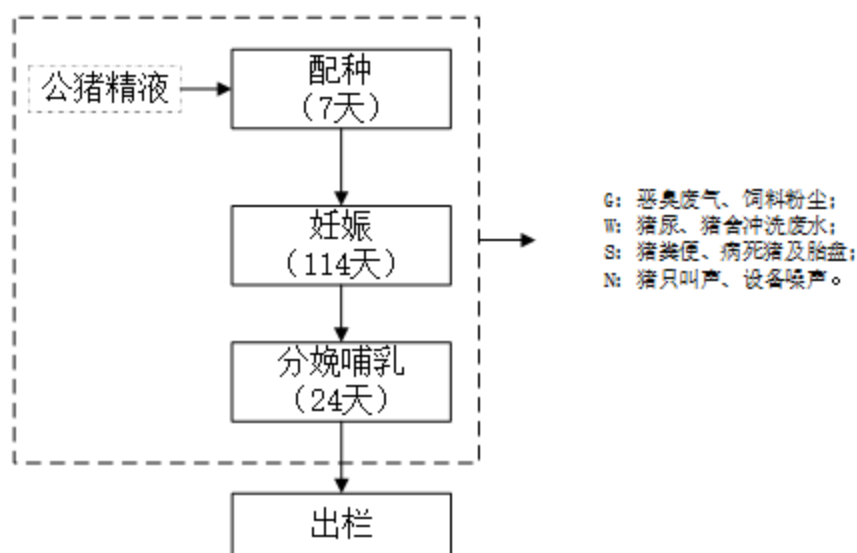 公猪精液
配种
（7天）
妊娠
（114天）
分娩哺乳
（24天）
出栏
G: 恶臭废气、饲料粉尘;
W: 猪尿、猪舍冲洗废水;
S: 猪粪便、病死猪及胎盘;
N: 猪只叫声、设备噪声。